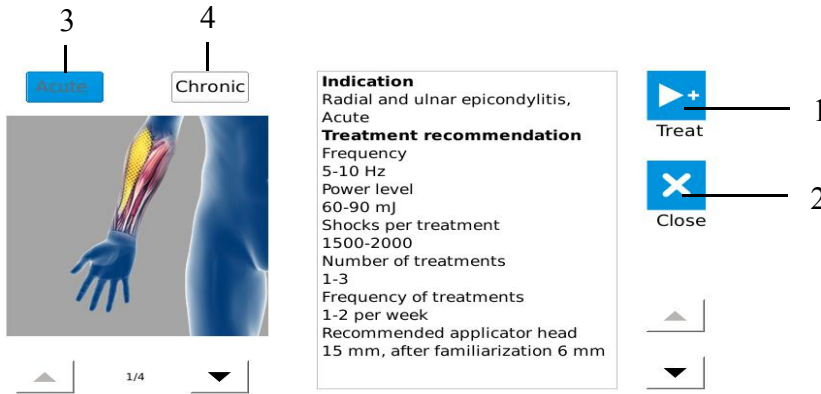 3
4
Acute
Chronic
1/4
Indication
Radial and ulnar epicondylitis,
Acute
Treatment recommendation
Frequency
5-10 Hz
Power level
60-90 mJ
Shocks per treatment
1500-2000
Number of treatments
1-3
Frequency of treatments
1-2 per week
Recommended applicator head
15 mm, after familiarization 6 mm
Treat
1
Close
2